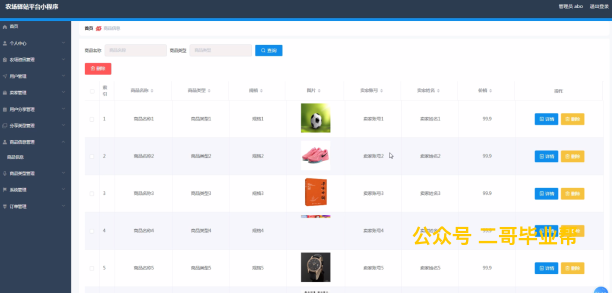 农场驿站平台小程序 管理员 abo 退出登录
首页
个人中心
农场资讯管理
用户管理
卖家管理
用户分享管理
分享类型管理
商品信息管理
商品信息
商品类型管理
系统管理
订单管理
首页 商品信息
商品名称 商品名称 商品类型 商品类型 查询
删除
索引 商品名称 商品类型 规格 图片 卖家账号 卖家姓名 价格 操作
1 商品名称1 商品类型1 规格1 卖家账号1 卖家姓名1 99.9 详情 删除
2 商品名称2 商品类型2 规格2 卖家账号2 卖家姓名2 99.9 详情 删除
3 商品名称3 商品类型3 规格3 卖家账号3 卖家姓名3 99.9 详情 删除
4 商品名称4 商品类型4 规格4 卖家账号4 卖家姓名4
5 商品名称5 商品类型5 规格5 卖家账号5 卖家姓名5 99.9 详情 删除
公众号 二哥毕业帮